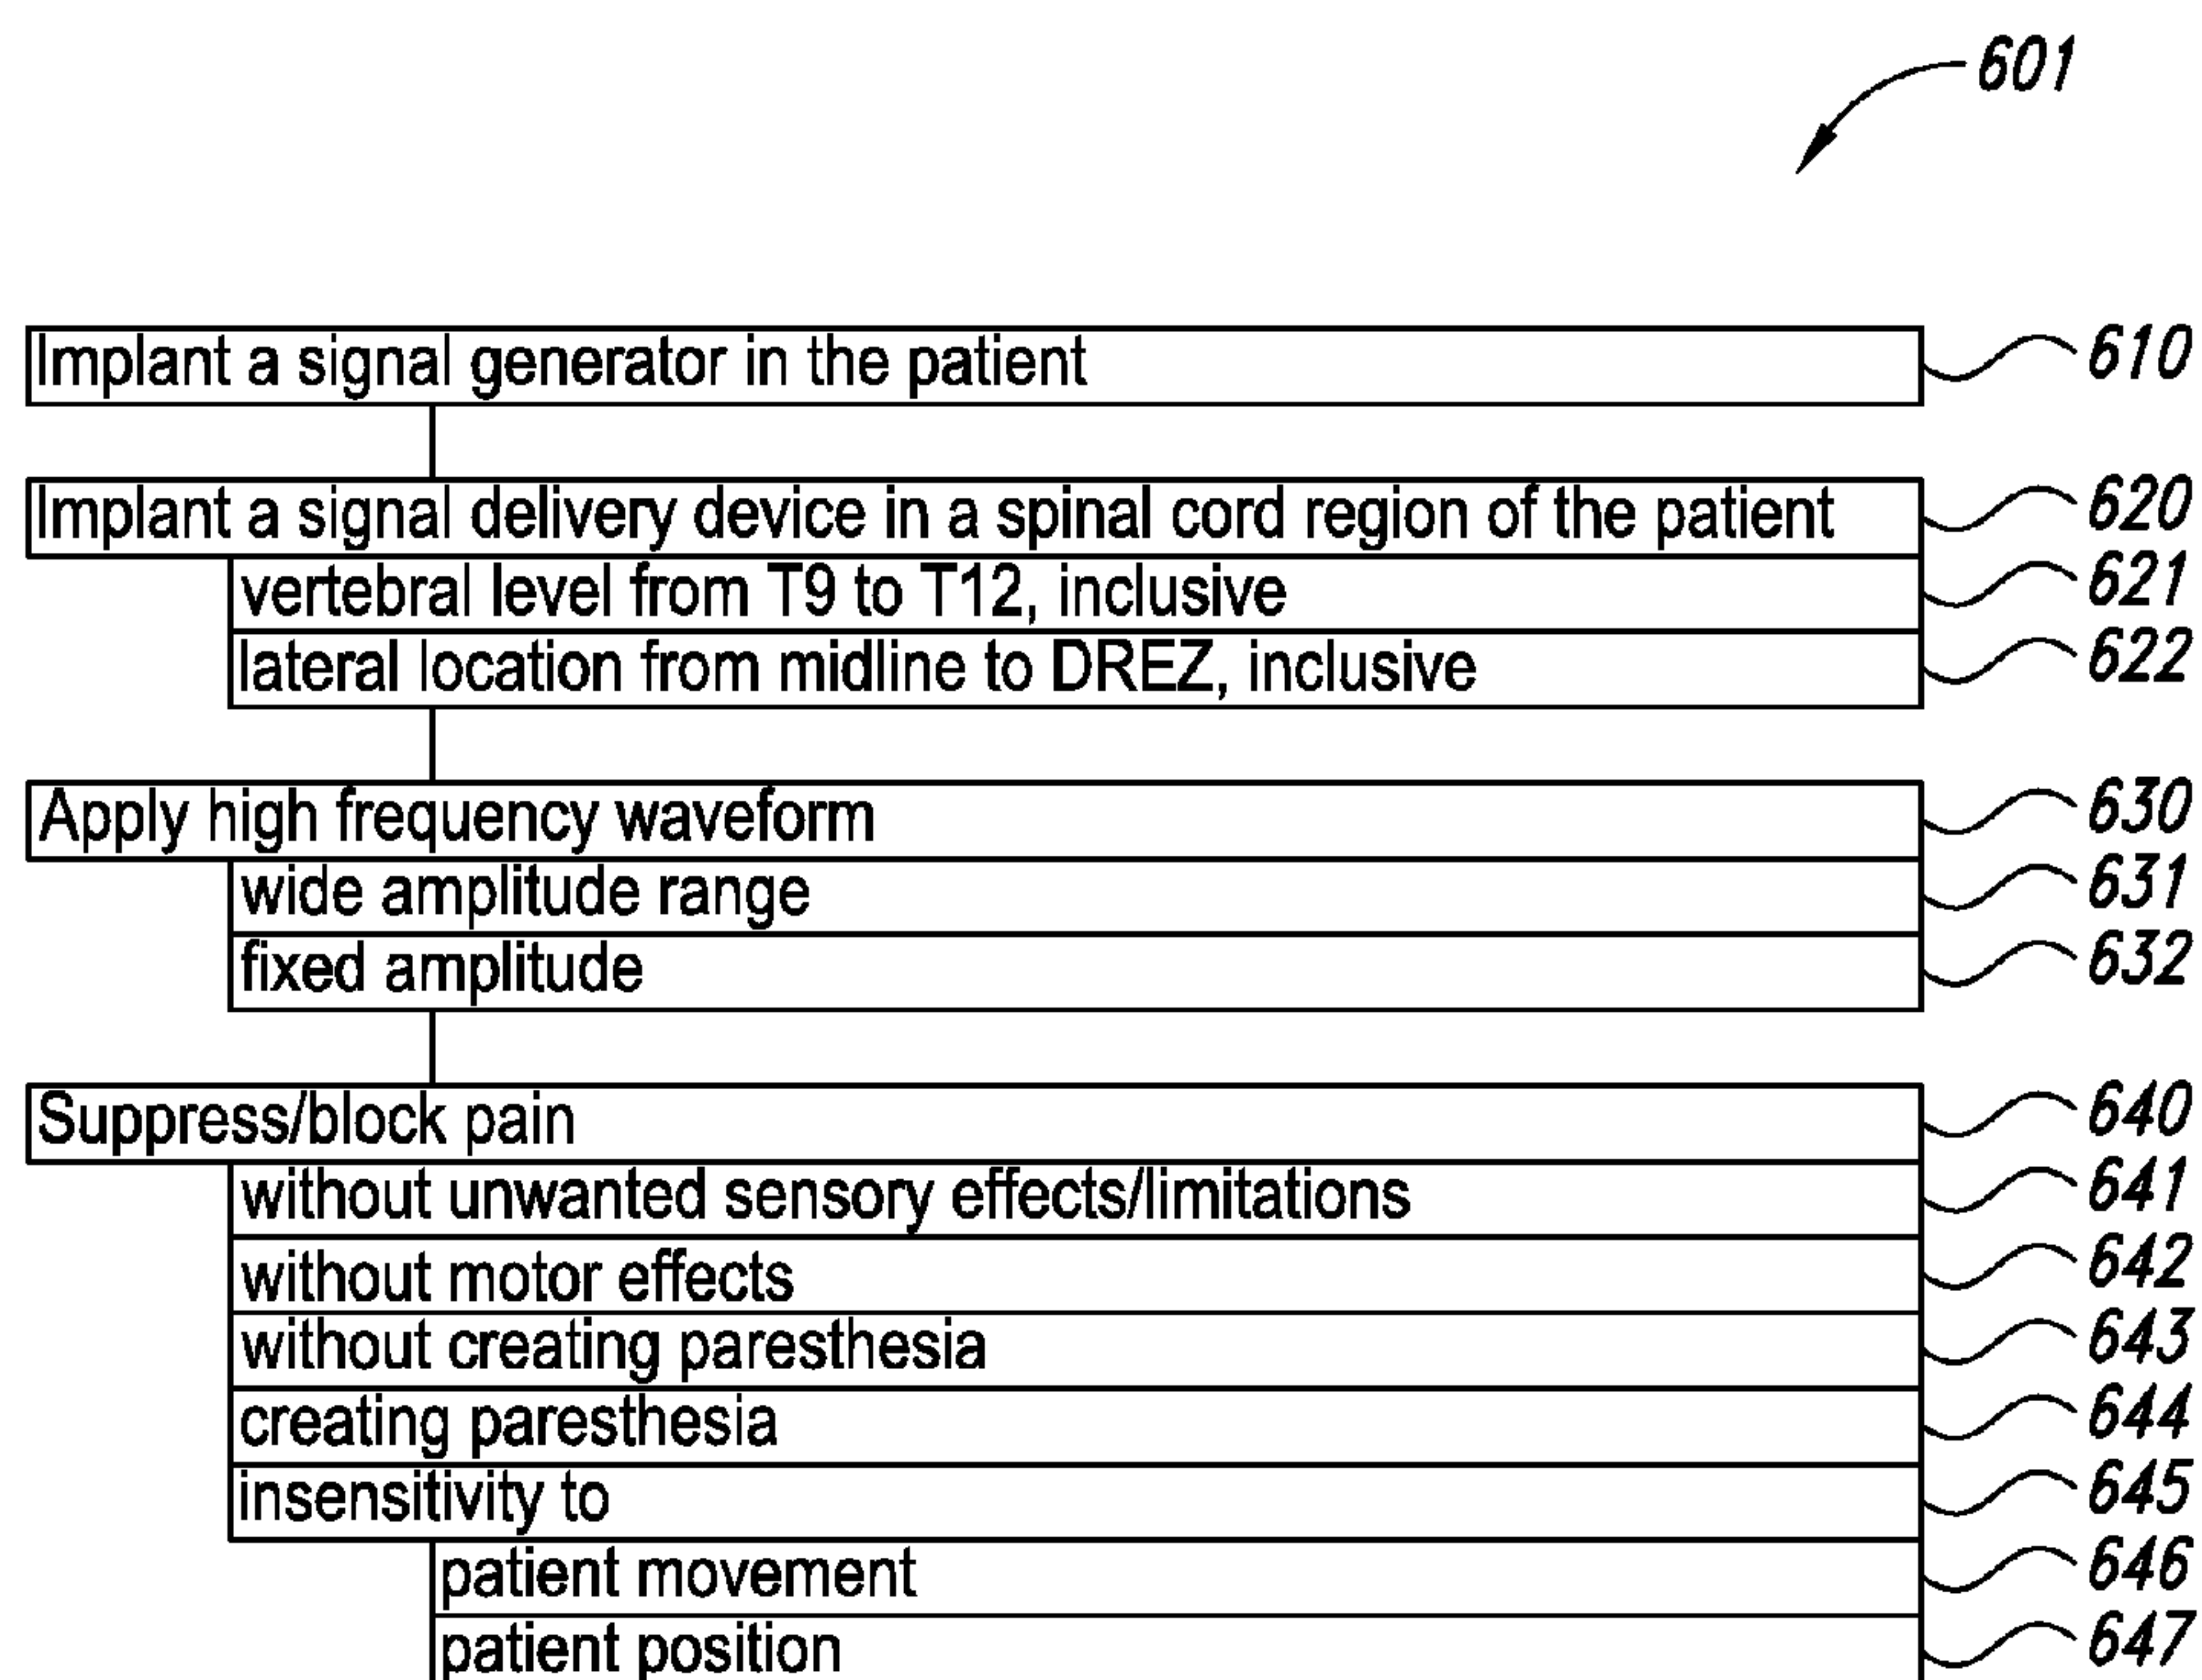 601
Implant a signal generator in the patient 610
Implant a signal delivery device in a spinal cord region of the patient 620
vertebral level from T9 to T12, inclusive 621
lateral location from midline to DREZ, inclusive 622
Apply high frequency waveform 630
wide amplitude range 631
fixed amplitude 632
Suppress/block pain 640
without unwanted sensory effects/limitations 641
without motor effects 642
without creating paresthesia 643
creating paresthesia 644
insensitivity to 645
patient movement 646
patient position 647